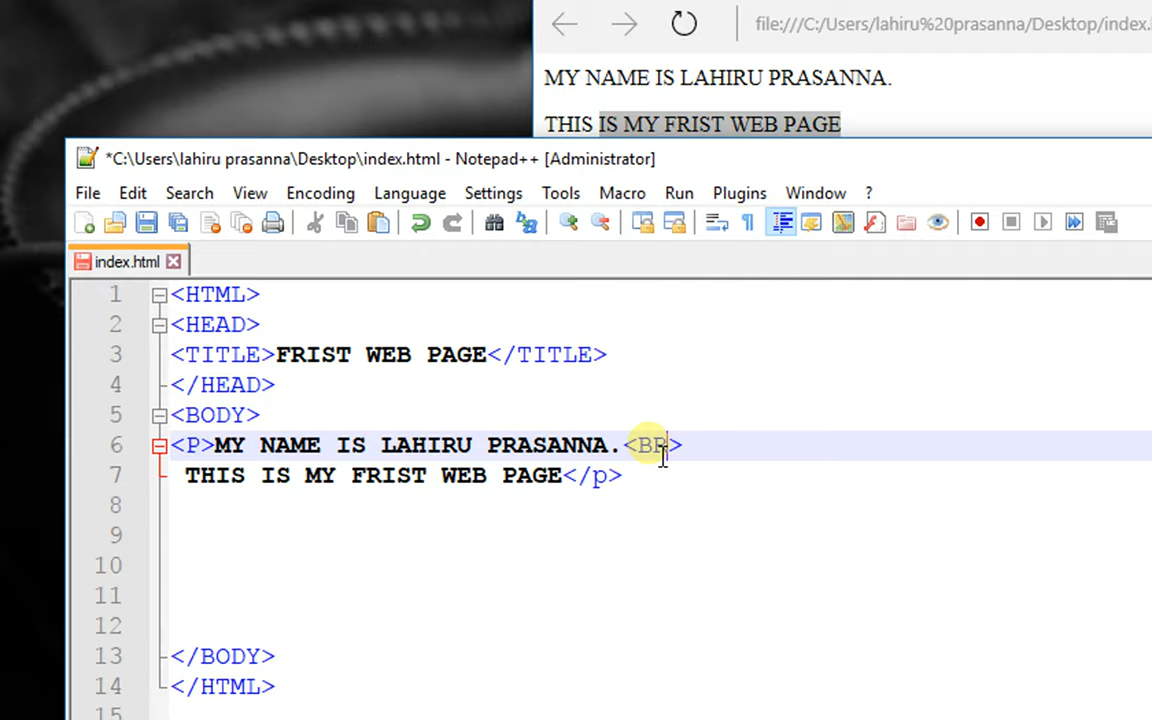 file:///C:/Users/lahiru%20prasanna/Desktop/index.
MY NAME IS LAHIRU PRASANNA.
THIS IS MY FRIST WEB PAGE
*C:\Users\lahiru prasanna\Desktop\index.html - Notepad++ [Administrator]
File Edit Search View Encoding Language Settings Tools Macro Run Plugins Window ?
index.html
1 <HTML>
2 <HEAD>
3 <TITLE>FRIST WEB PAGE</TITLE>
4 </HEAD>
5 <BODY>
6 <P>MY NAME IS LAHIRU PRASANNA.<BR>
7 THIS IS MY FRIST WEB PAGE</p>
8
9
10
11
12
13 </BODY>
14 </HTML>
15